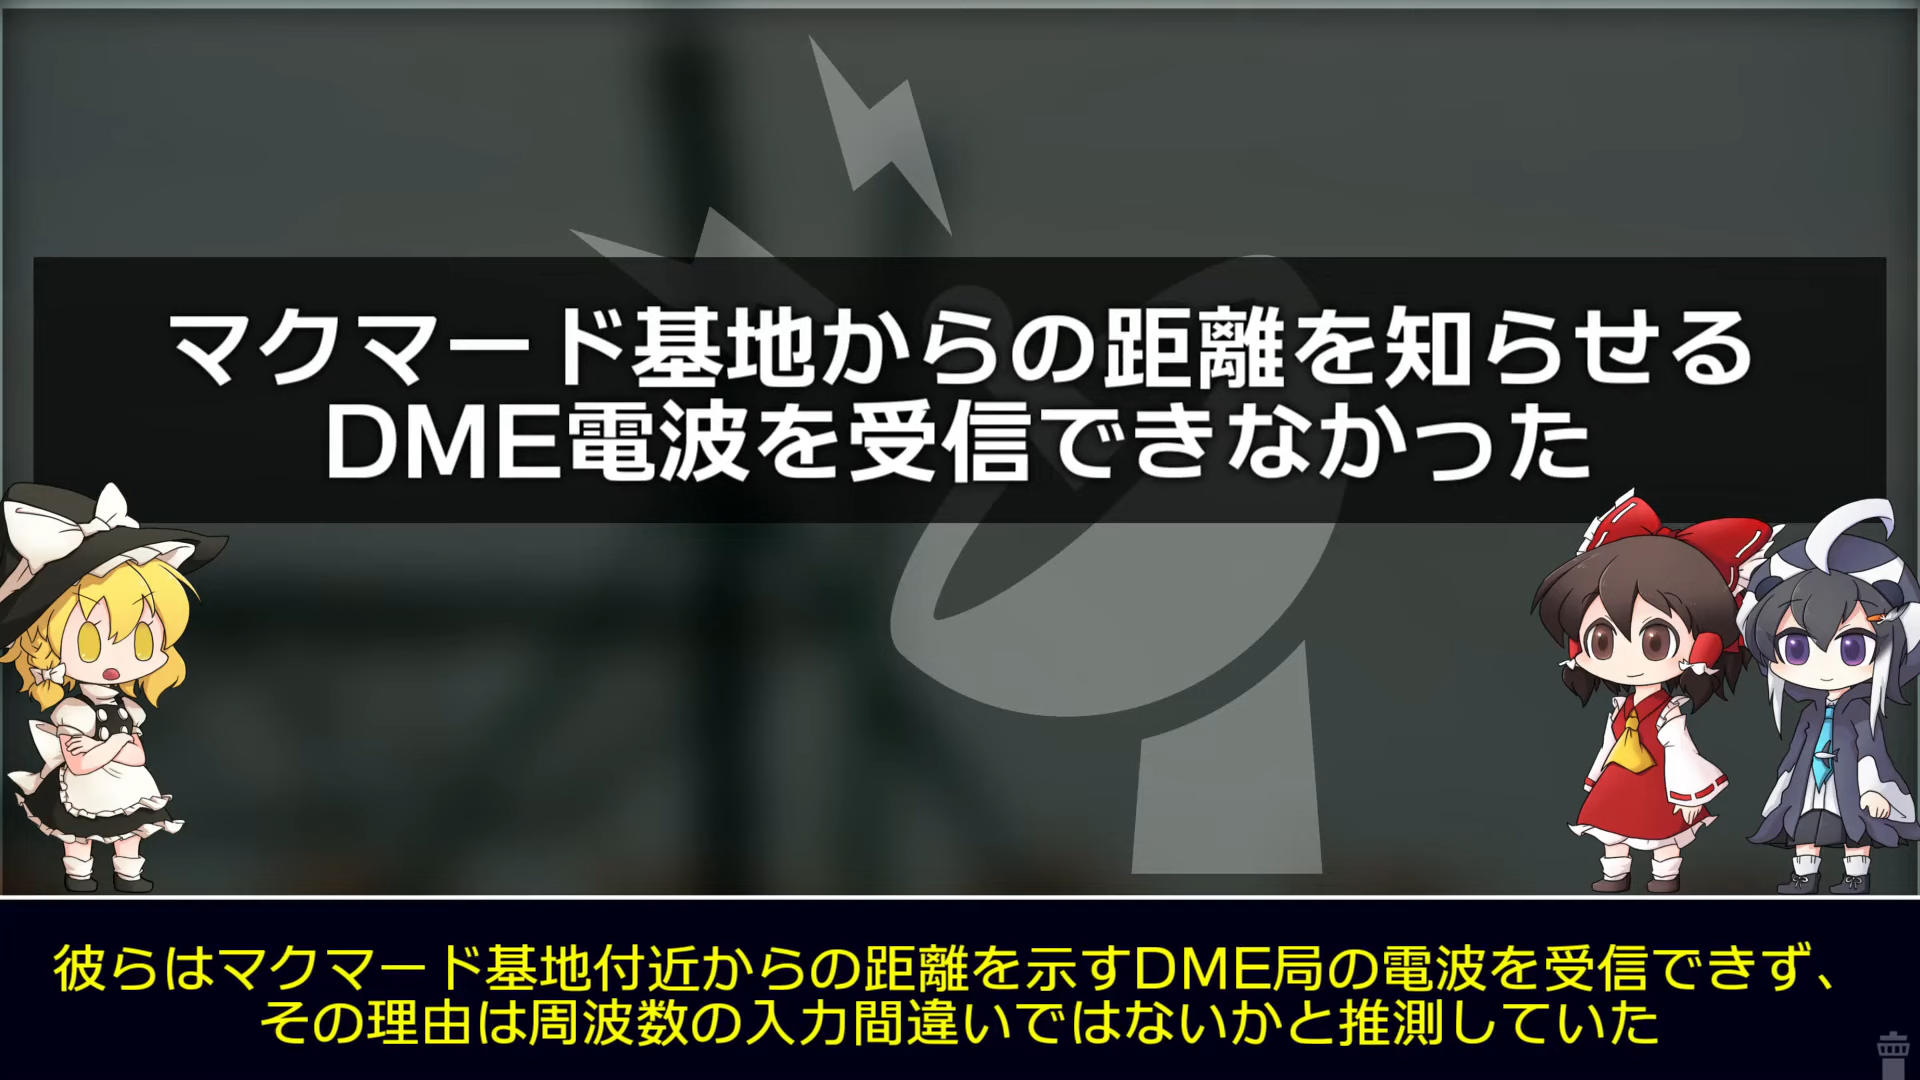 マクマード基地からの距離を知らせる
DME電波を受信できなかった
彼らはマクマード基地付近からの距離を示すDME局の電波を受信できず、
その理由は周波数の入力間違いではないかと推測していた